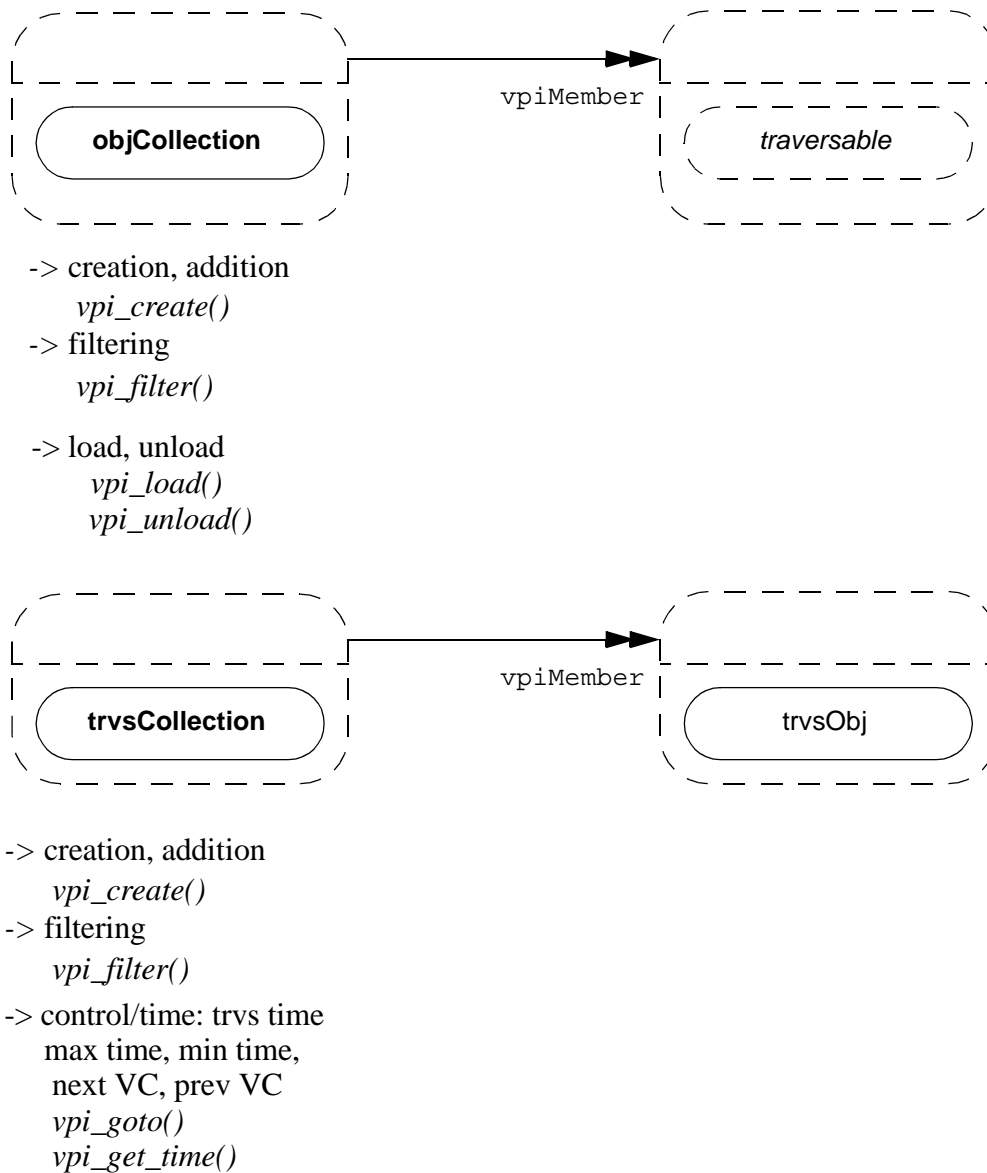 vpiMember
objCollection
traversable
-> creation, addition
vpi_create()
-> filtering
vpi_filter()
-> load, unload
vpi_load()
vpi_unload()
vpiMember
trvsCollection
trvsObj
-> creation, addition
vpi_create()
-> filtering
vpi_filter()
-> control/time: trvs time
max time, min time,
next VC, prev VC
vpi_goto()
vpi_get_time()